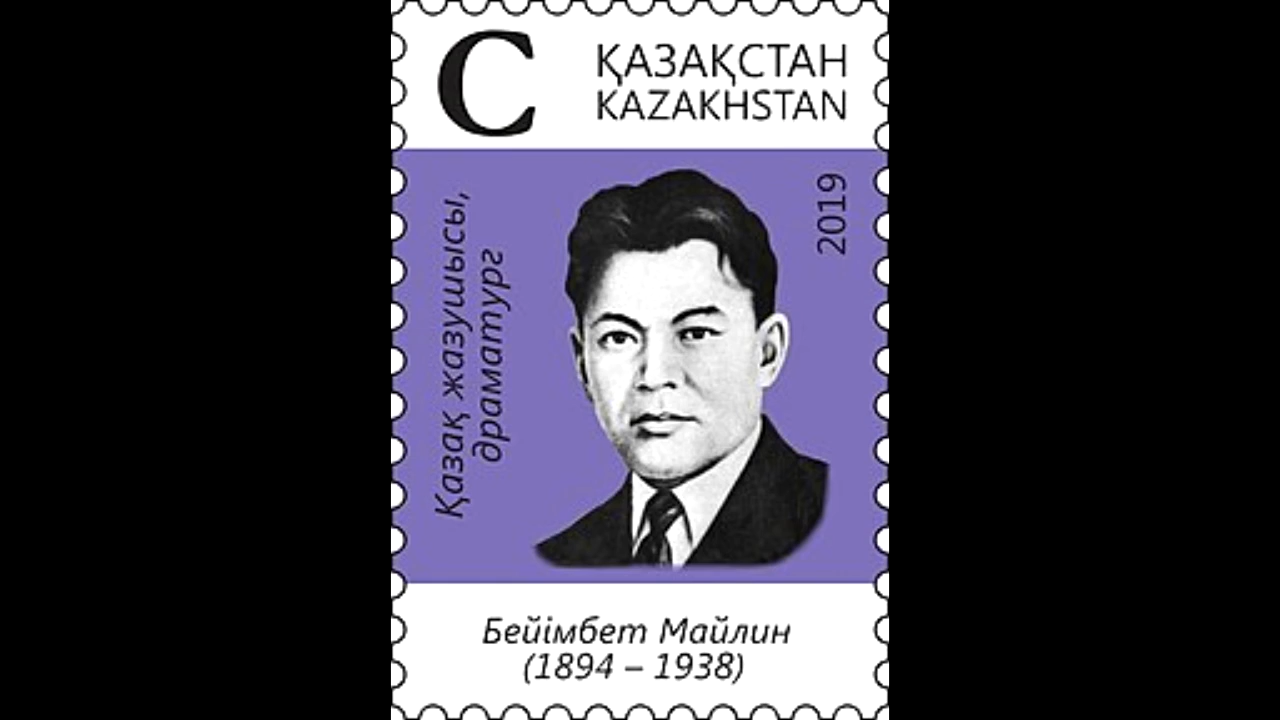 С
ҚАЗАҚСТАН
KAZAKHSTAN
2019
Қазақ жазушысы,
драматург
Бейімбет Майлин
(1894 – 1938)